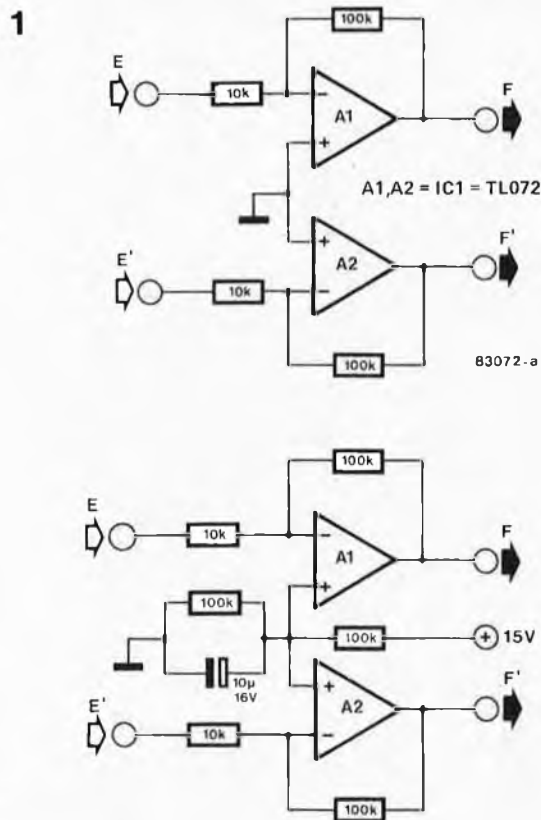 1
100k
E
10k
−
A1
+
F
A1,A2 = IC1 = TL072
E'
10k
+
A2
−
F'
100k
83072-a
100k
E
10k
−
A1
+
F
100k
100k
+ 15V
10µ
16V
E'
10k
+
A2
−
F'
100k